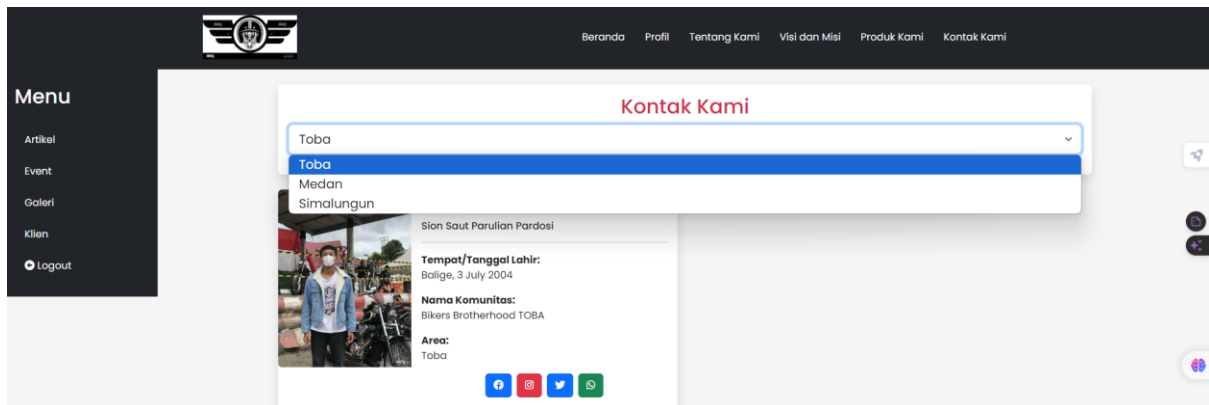 Beranda Profil Tentang Kami Visi dan Misi Produk Kami Kontak Kami
Menu
Artikel
Event
Galeri
Klien
Logout
Kontak Kami
Toba
Toba
Medan
Simalungun
Sion Saut Parulian Pardosi
Tempat/Tanggal Lahir:
Balige, 3 July 2004
Nama Komunitas:
Bikers Brotherhood TOBA
Area:
Toba